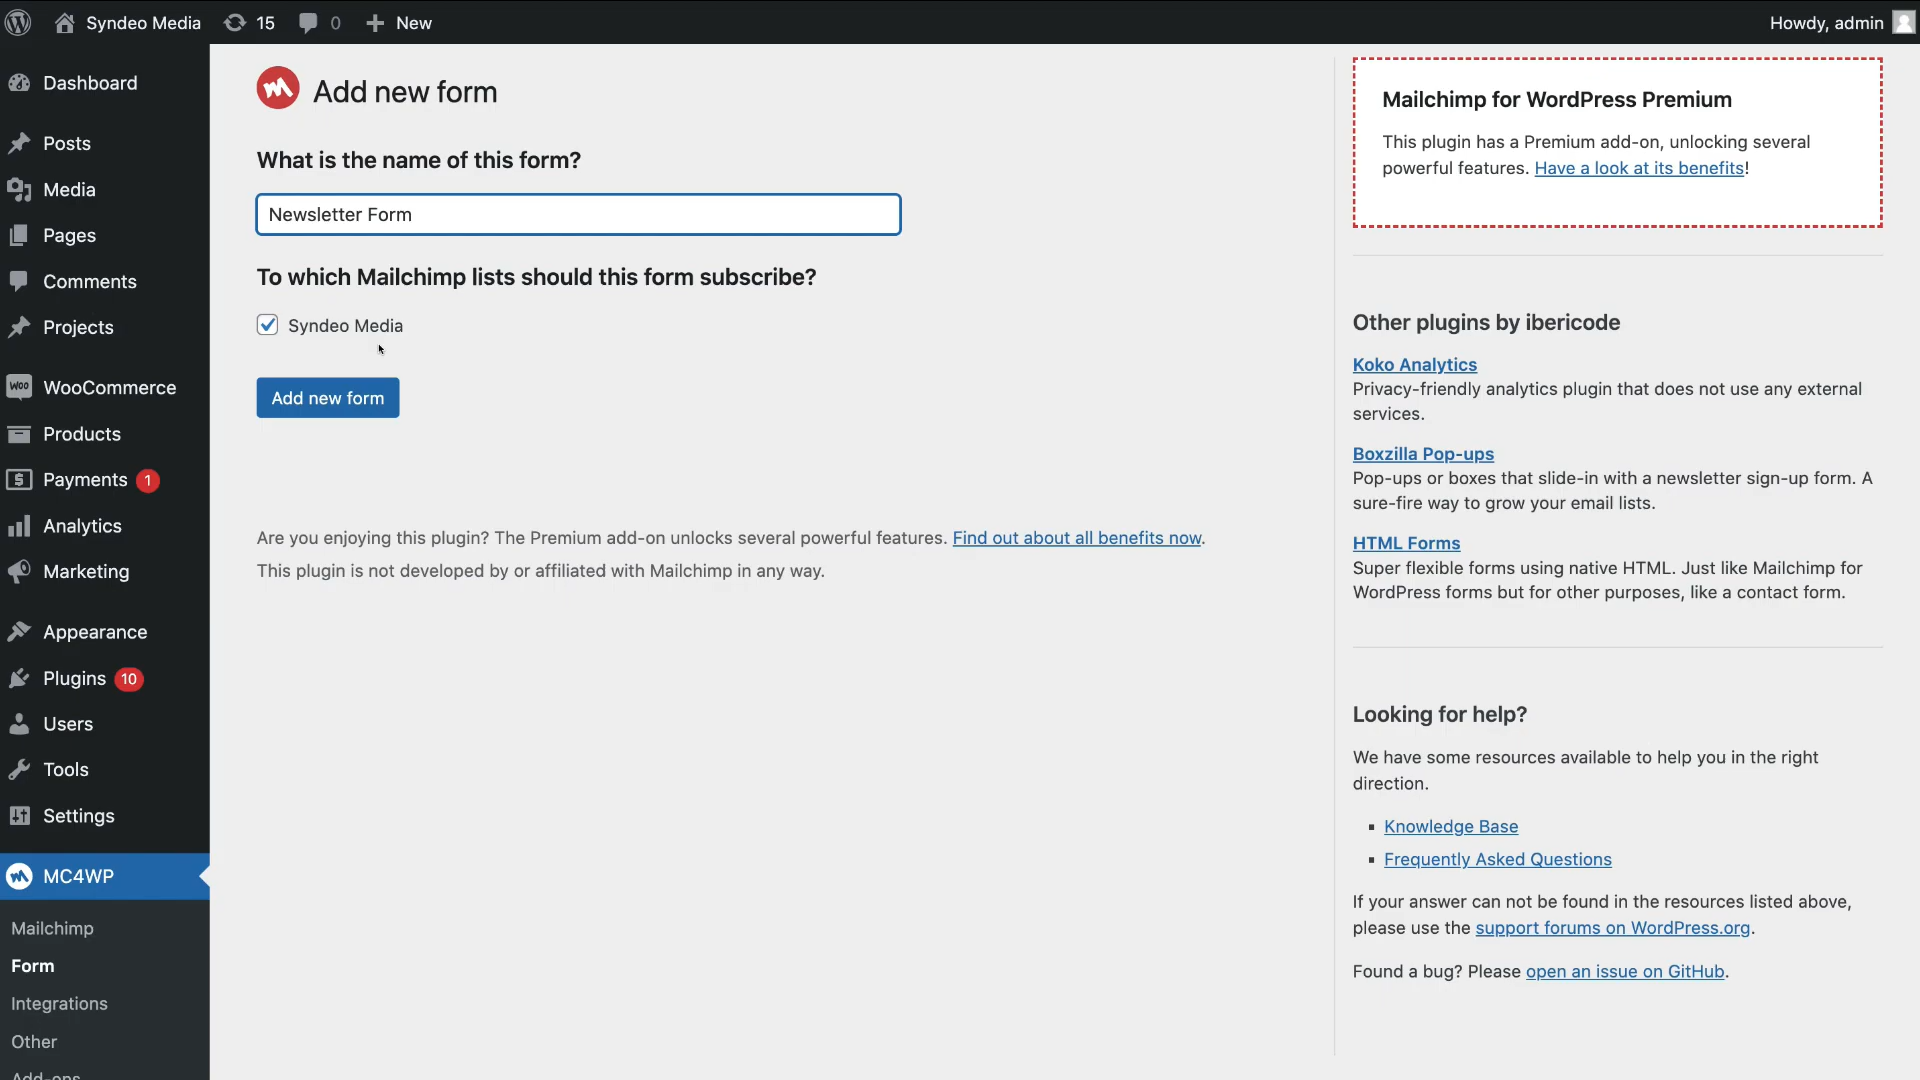 Syndeo Media
15
0
New
Howdy, admin
Dashboard
Posts
Media
Pages
Comments
Projects
Woo
WooCommerce
Products
Payments 1
Analytics
Marketing
Appearance
Plugins 10
Users
Tools
Settings
MC4WP
Mailchimp
Form
Integrations
Other
Add-ons
Add new form
What is the name of this form?
Newsletter Form
To which Mailchimp lists should this form subscribe?
Syndeo Media
Add new form
Are you enjoying this plugin? The Premium add-on unlocks several powerful features. Find out about all benefits now.
This plugin is not developed by or affiliated with Mailchimp in any way.
Mailchimp for WordPress Premium
This plugin has a Premium add-on, unlocking several
powerful features. Have a look at its benefits!
Other plugins by ibericode
Koko Analytics
Privacy-friendly analytics plugin that does not use any external
services.
Boxzilla Pop-ups
Pop-ups or boxes that slide-in with a newsletter sign-up form. A
sure-fire way to grow your email lists.
HTML Forms
Super flexible forms using native HTML. Just like Mailchimp for
WordPress forms but for other purposes, like a contact form.
Looking for help?
We have some resources available to help you in the right
direction.
Knowledge Base
Frequently Asked Questions
If your answer can not be found in the resources listed above,
please use the support forums on WordPress.org.
Found a bug? Please open an issue on GitHub.